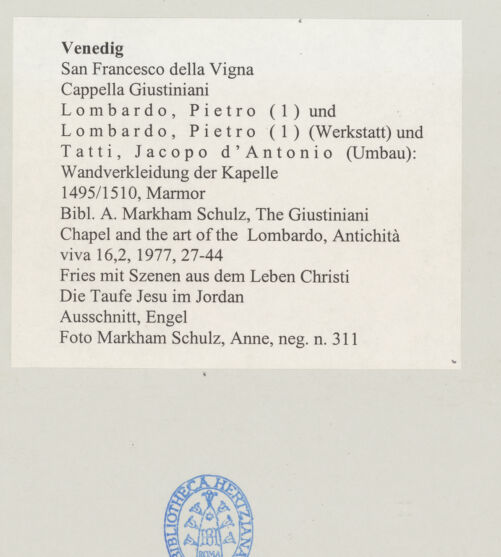 Venedig
San Francesco della Vigna
Cappella Giustiniani
Lombardo, Pietro (1) und
Lombardo, Pietro (1) (Werkstatt) und
Tatti, Jacopo d'Antonio (Umbau):
Wandverkleidung der Kapelle
1495/1510, Marmor
Bibl. A. Markham Schulz, The Giustiniani
Chapel and the art of the Lombardo, Antichità
viva 16,2, 1977, 27-44
Fries mit Szenen aus dem Leben Christi
Die Taufe Jesu im Jordan
Ausschnitt, Engel
Foto Markham Schulz, Anne, neg. n. 311
BIBLIOTHECA HERTZIANA
ROMA